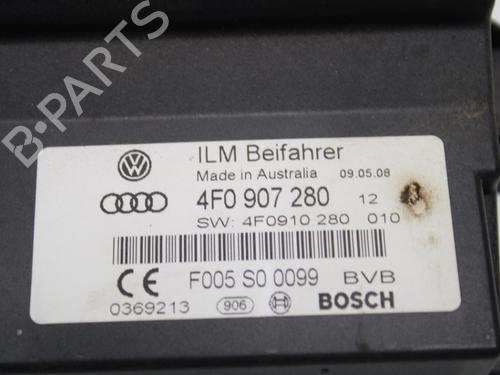 B-PARTS
ILM Beifahrer
Made in Australia 09.05.08
4F0 907 280 12
SW: 4F0910 280 010
F005 S0 0099 BVB
CE
0369213 906 BOSCH